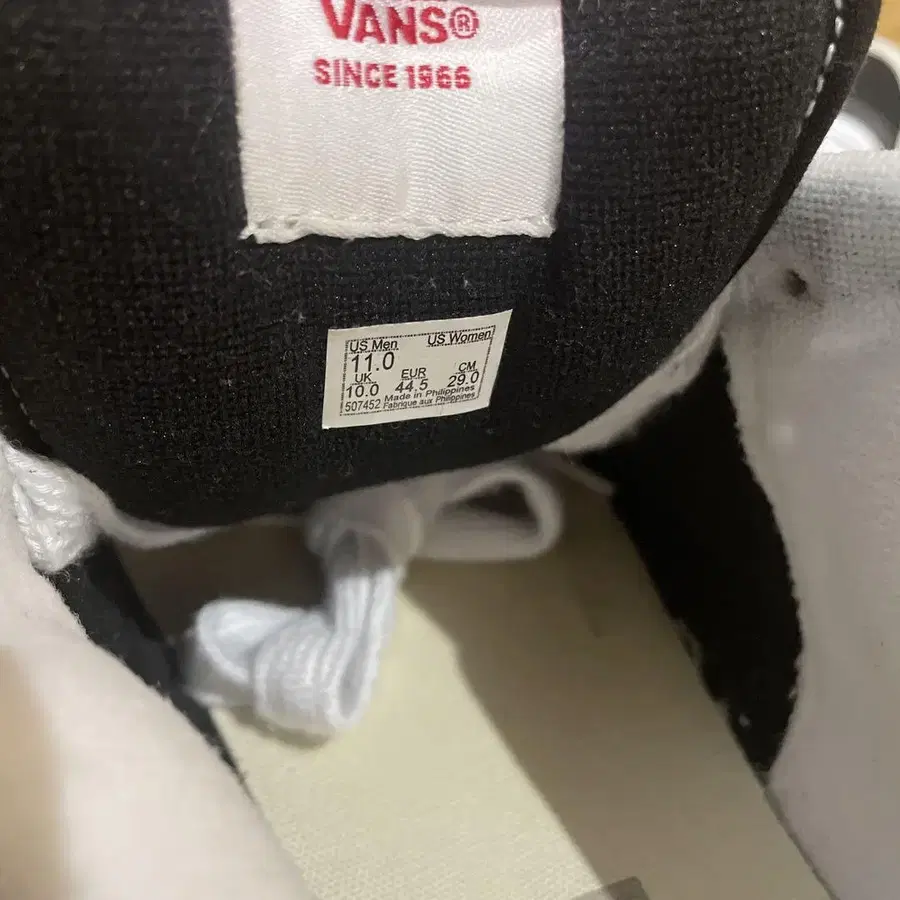 VANS®
SINCE 1966
US Men US Women
11.0
UK EUR CM
10.0 44.5 29.0
507452 Made in Philippines
Fabrique aux Philippines